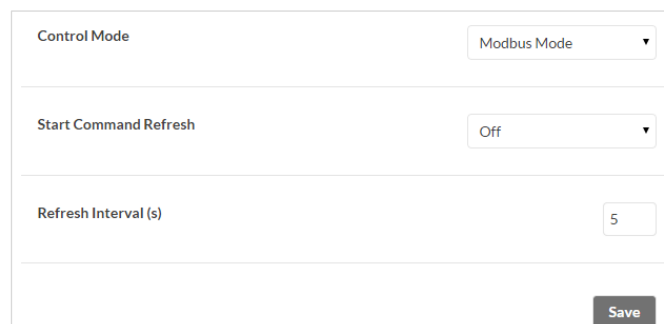 Control Mode
Modbus Mode
Start Command Refresh
Off
Refresh Interval (s)
5
Save